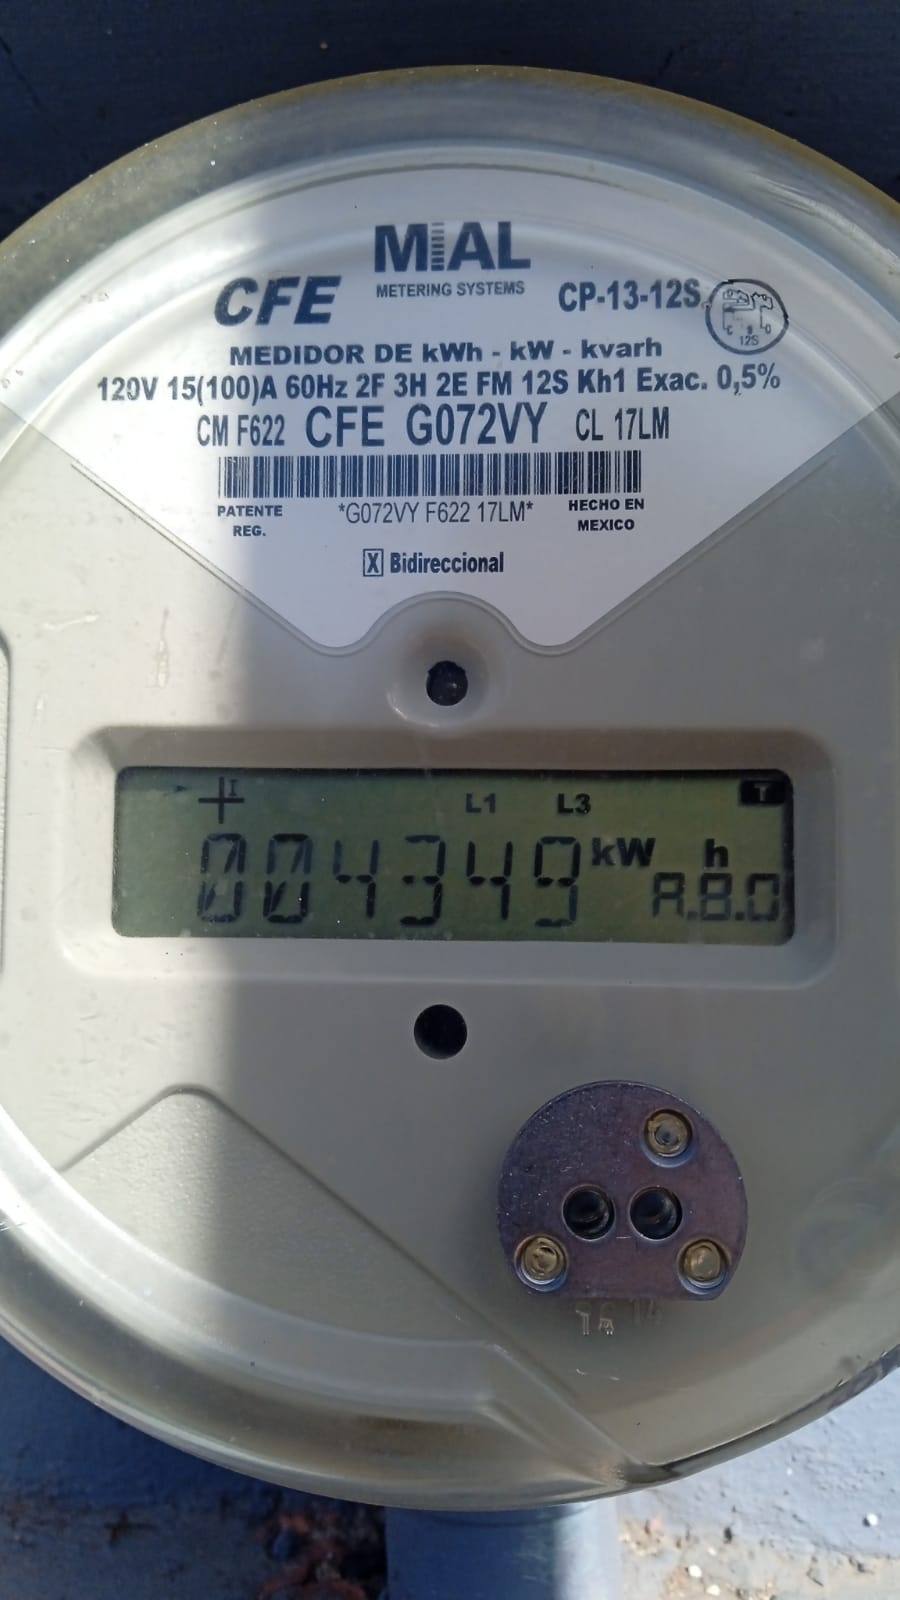 MIAL
METERING SYSTEMS
CFE
CP-13-12S
12S
MEDIDOR DE kWh - kW - kvarh
120V 15(100)A 60Hz 2F 3H 2E FM 12S Kh1 Exac. 0,5%
CM F622 CFE G072VY CL 17LM
PATENTE REG.
*G072VY F622 17LM*
HECHO EN MEXICO
X Bidireccional
I L1 L3 T
004349 kW h A.8.0